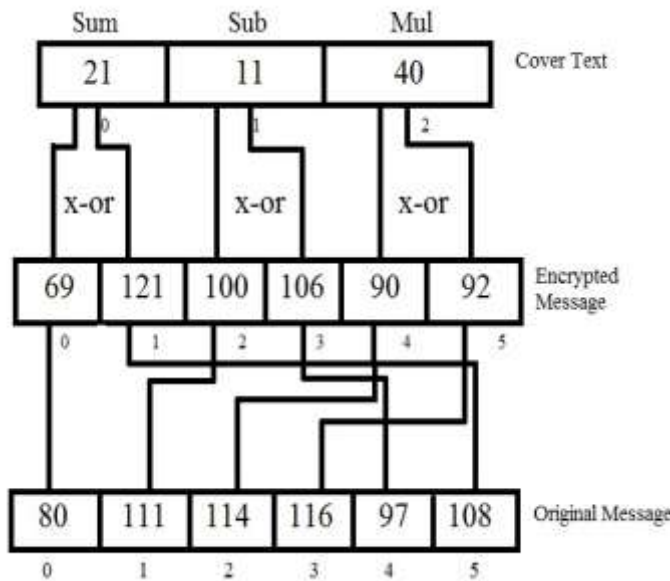 Sum Sub Mul
21 11 40 Cover Text
0 1 2
x-or x-or x-or
69 121 100 106 90 92 Encrypted
Message
0 1 2 3 4 5
80 111 114 116 97 108 Original Message
0 1 2 3 4 5